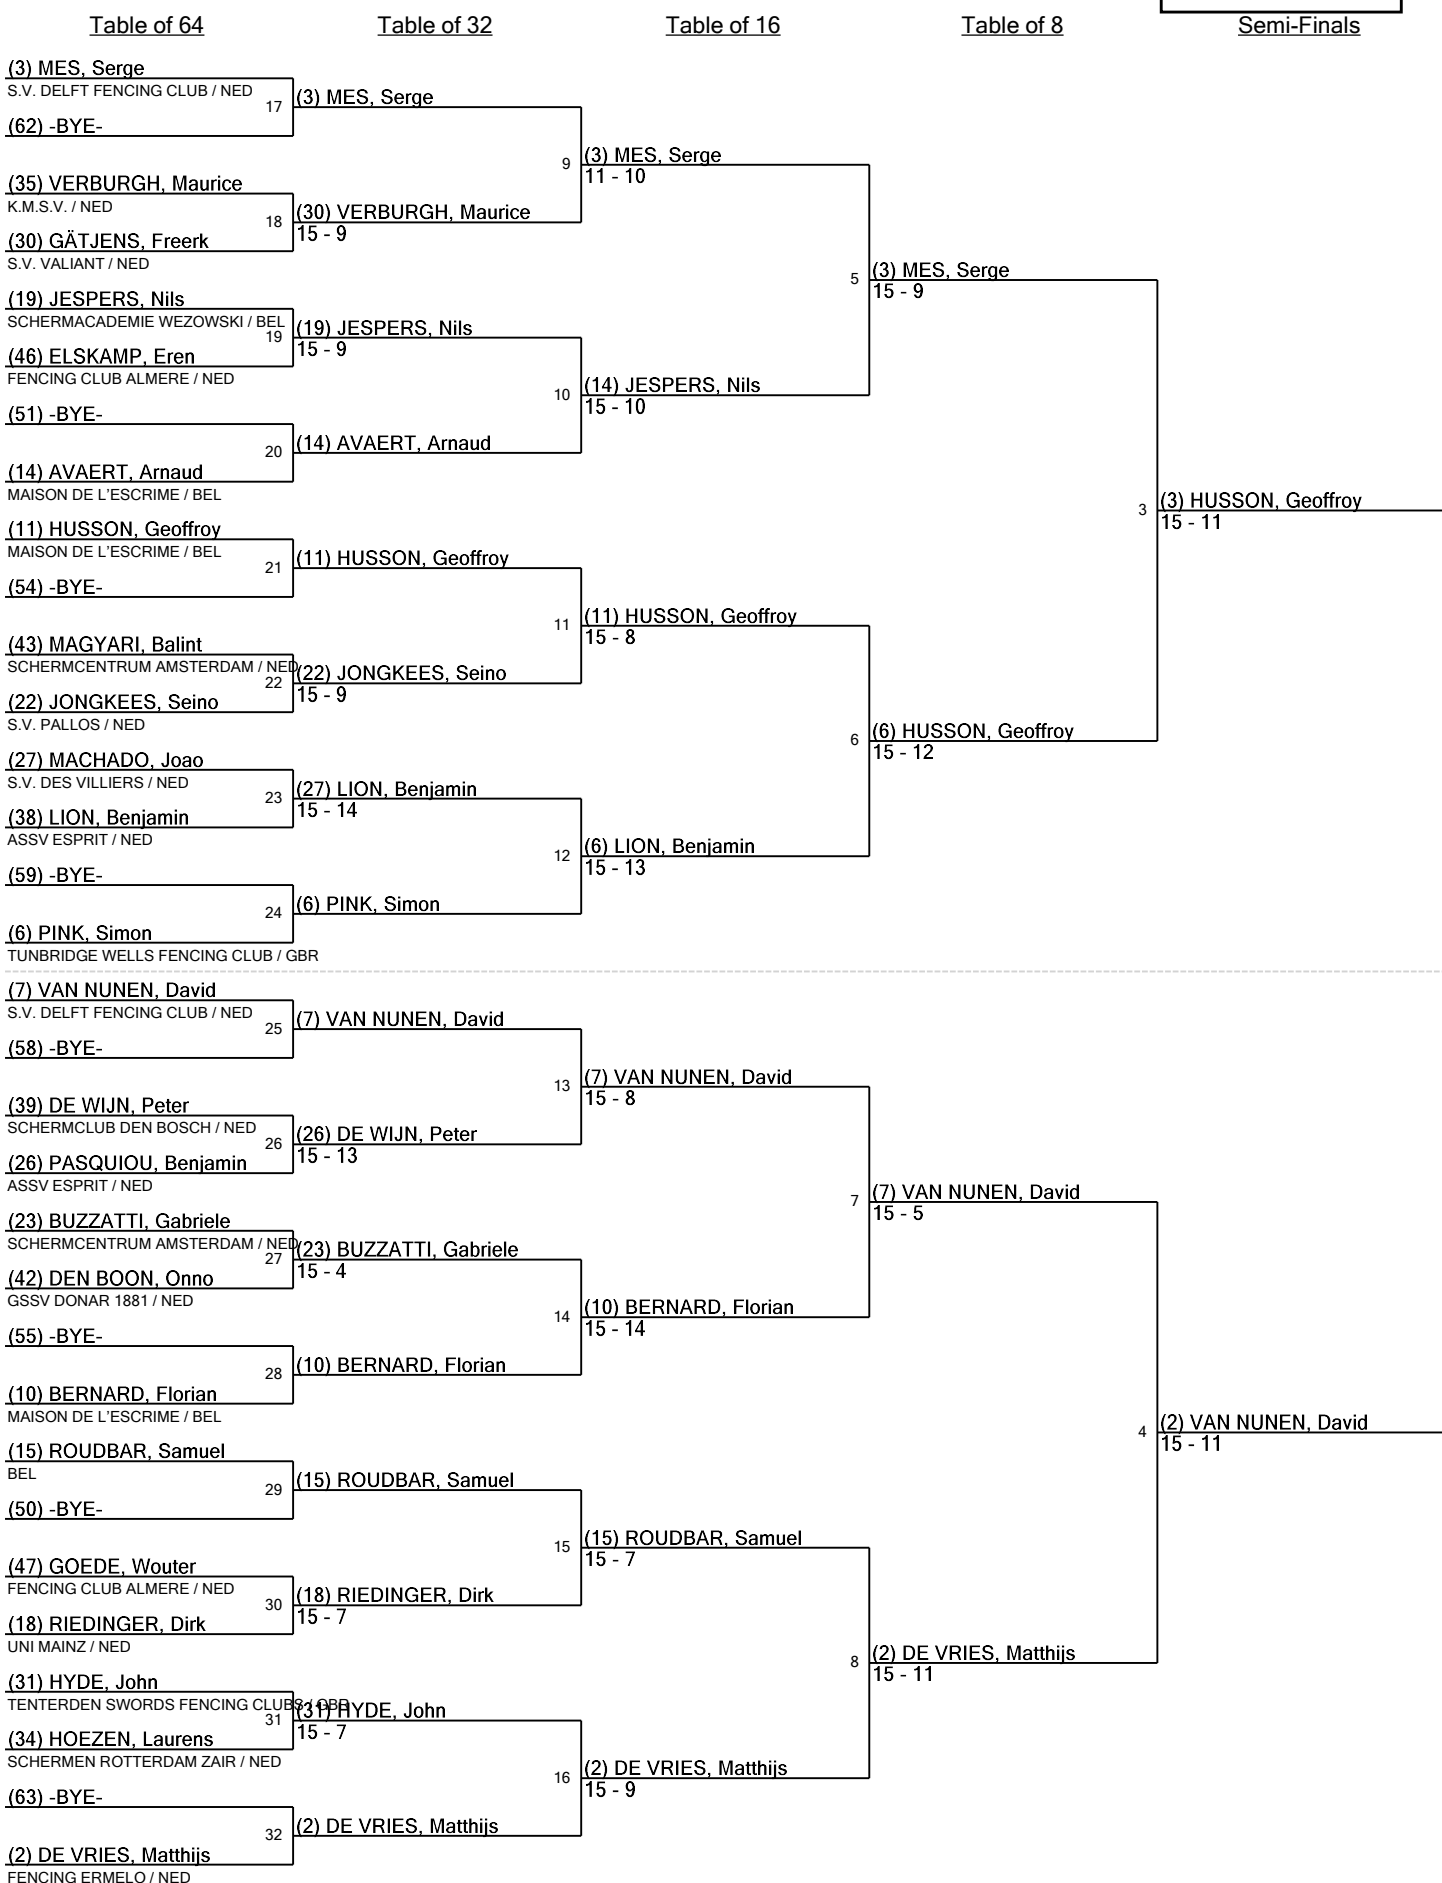 Table of 64 Table of 32 Table of 16 Table of 8 Semi-Finals
(3) MES, Serge
S.V. DELFT FENCING CLUB / NED
17 (3) MES, Serge
(62) -BYE-
9 (3) MES, Serge
11 - 10
(35) VERBURGH, Maurice
K.M.S.V. / NED
18 (30) VERBURGH, Maurice
15 - 9
(30) GÄTJENS, Freerk
S.V. VALIANT / NED
5 (3) MES, Serge
15 - 9
(19) JESPERS, Nils
SCHERMACADEMIE WEZOWSKI / BEL
19 (19) JESPERS, Nils
15 - 9
(46) ELSKAMP, Eren
FENCING CLUB ALMERE / NED
10 (14) JESPERS, Nils
15 - 10
(51) -BYE-
20 (14) AVAERT, Arnaud
(14) AVAERT, Arnaud
MAISON DE L'ESCRIME / BEL
3 (3) HUSSON, Geoffroy
15 - 11
(11) HUSSON, Geoffroy
MAISON DE L'ESCRIME / BEL
21 (11) HUSSON, Geoffroy
(54) -BYE-
11 (11) HUSSON, Geoffroy
15 - 8
(43) MAGYARI, Balint
SCHERMCENTRUM AMSTERDAM / NED
22 (22) JONGKEES, Seino
15 - 9
(22) JONGKEES, Seino
S.V. PALLOS / NED
6 (6) HUSSON, Geoffroy
15 - 12
(27) MACHADO, Joao
S.V. DES VILLIERS / NED
23 (27) LION, Benjamin
15 - 14
(38) LION, Benjamin
ASSV ESPRIT / NED
12 (6) LION, Benjamin
15 - 13
(59) -BYE-
24 (6) PINK, Simon
(6) PINK, Simon
TUNBRIDGE WELLS FENCING CLUB / GBR
(7) VAN NUNEN, David
S.V. DELFT FENCING CLUB / NED
25 (7) VAN NUNEN, David
(58) -BYE-
13 (7) VAN NUNEN, David
15 - 8
(39) DE WIJN, Peter
SCHERMCLUB DEN BOSCH / NED
26 (26) DE WIJN, Peter
15 - 13
(26) PASQUIOU, Benjamin
ASSV ESPRIT / NED
7 (7) VAN NUNEN, David
15 - 5
(23) BUZZATTI, Gabriele
SCHERMCENTRUM AMSTERDAM / NED
27 (23) BUZZATTI, Gabriele
15 - 4
(42) DEN BOON, Onno
GSSV DONAR 1881 / NED
14 (10) BERNARD, Florian
15 - 14
(55) -BYE-
28 (10) BERNARD, Florian
(10) BERNARD, Florian
MAISON DE L'ESCRIME / BEL
4 (2) VAN NUNEN, David
15 - 11
(15) ROUDBAR, Samuel
BEL
29 (15) ROUDBAR, Samuel
(50) -BYE-
15 (15) ROUDBAR, Samuel
15 - 7
(47) GOEDE, Wouter
FENCING CLUB ALMERE / NED
30 (18) RIEDINGER, Dirk
15 - 7
(18) RIEDINGER, Dirk
UNI MAINZ / NED
8 (2) DE VRIES, Matthijs
15 - 11
(31) HYDE, John
TENTERDEN SWORDS FENCING CLUBS / GBR
31 (31) HYDE, John
15 - 7
(34) HOEZEN, Laurens
SCHERMEN ROTTERDAM ZAIR / NED
16 (2) DE VRIES, Matthijs
15 - 9
(63) -BYE-
32 (2) DE VRIES, Matthijs
(2) DE VRIES, Matthijs
FENCING ERMELO / NED